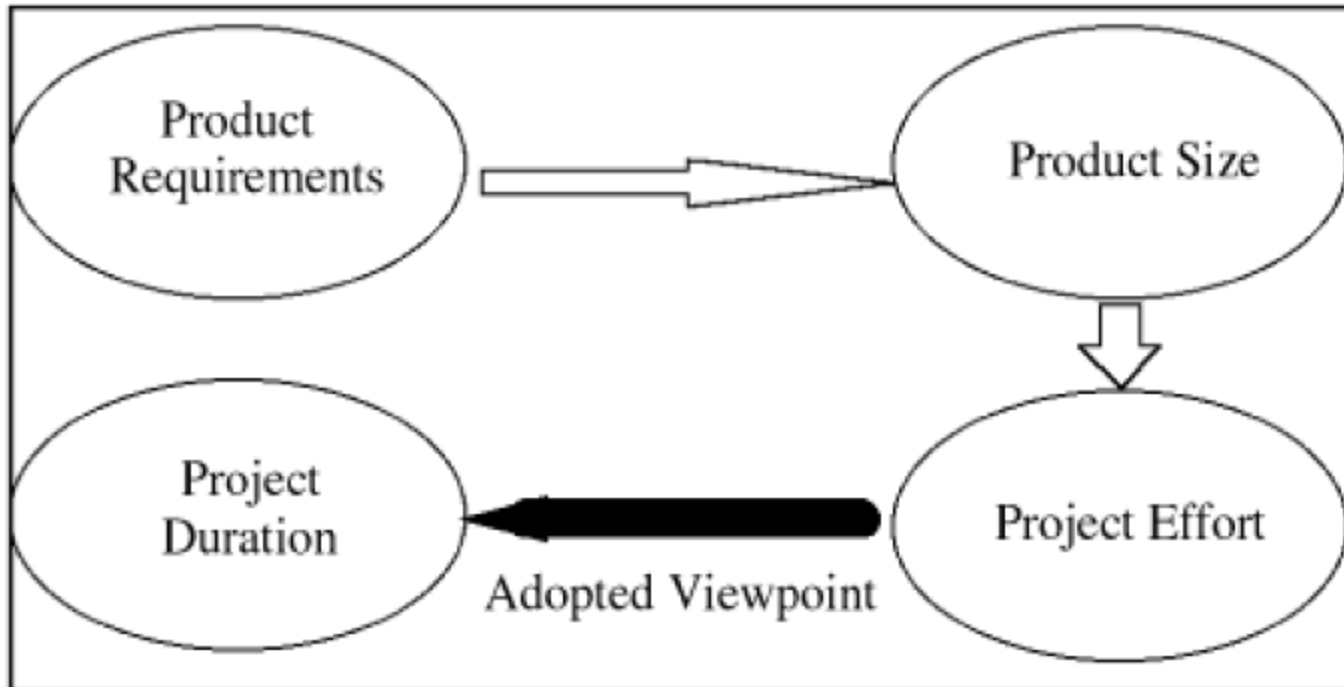 Product
Requirements
Product Size
Project
Duration
Adopted Viewpoint
Project Effort